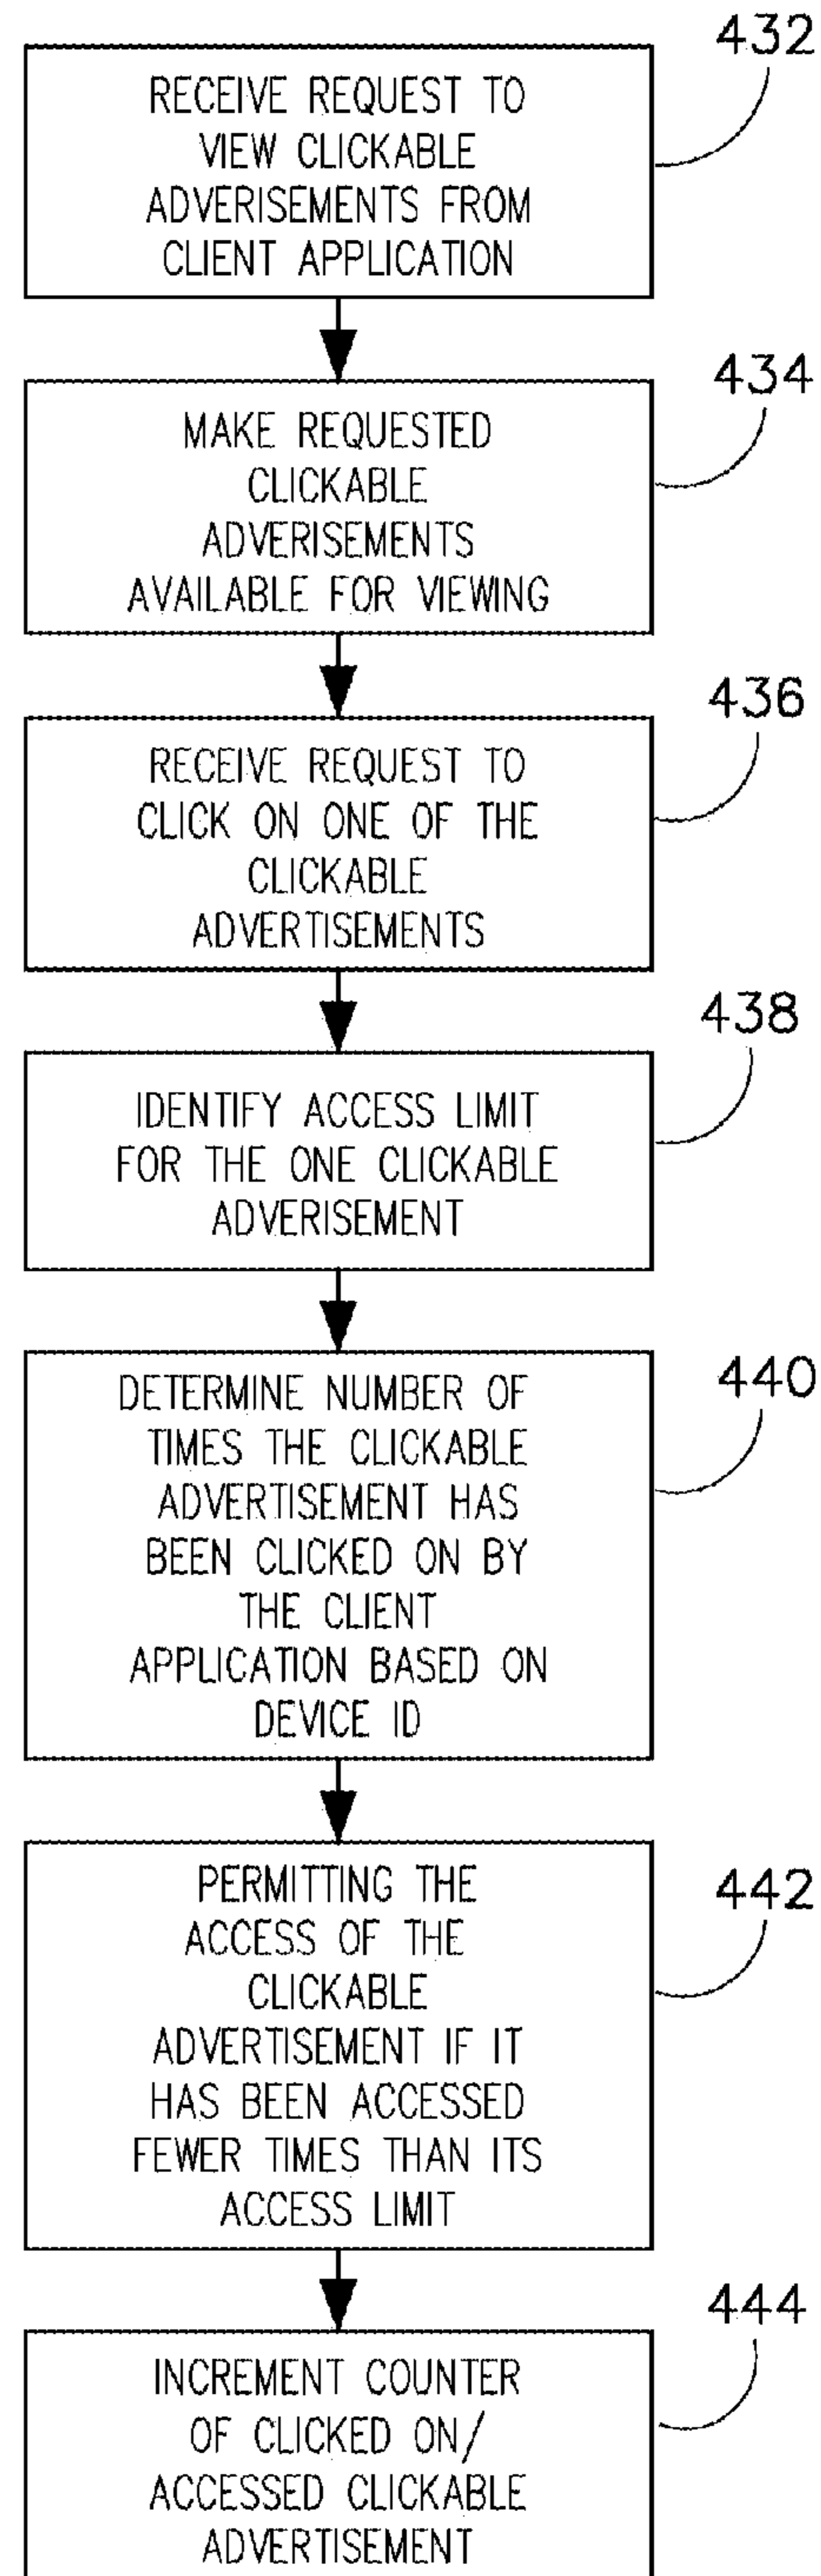 432
RECEIVE REQUEST TO
VIEW CLICKABLE
ADVERISEMENTS FROM
CLIENT APPLICATION
434
MAKE REQUESTED
CLICKABLE
ADVERISEMENTS
AVAILABLE FOR VIEWING
436
RECEIVE REQUEST TO
CLICK ON ONE OF THE
CLICKABLE
ADVERTISEMENTS
438
IDENTIFY ACCESS LIMIT
FOR THE ONE CLICKABLE
ADVERISEMENT
440
DETERMINE NUMBER OF
TIMES THE CLICKABLE
ADVERTISEMENT HAS
BEEN CLICKED ON BY
THE CLIENT
APPLICATION BASED ON
DEVICE ID
442
PERMITTING THE
ACCESS OF THE
CLICKABLE
ADVERTISEMENT IF IT
HAS BEEN ACCESSED
FEWER TIMES THAN ITS
ACCESS LIMIT
444
INCREMENT COUNTER
OF CLICKED ON/
ACCESSED CLICKABLE
ADVERTISEMENT